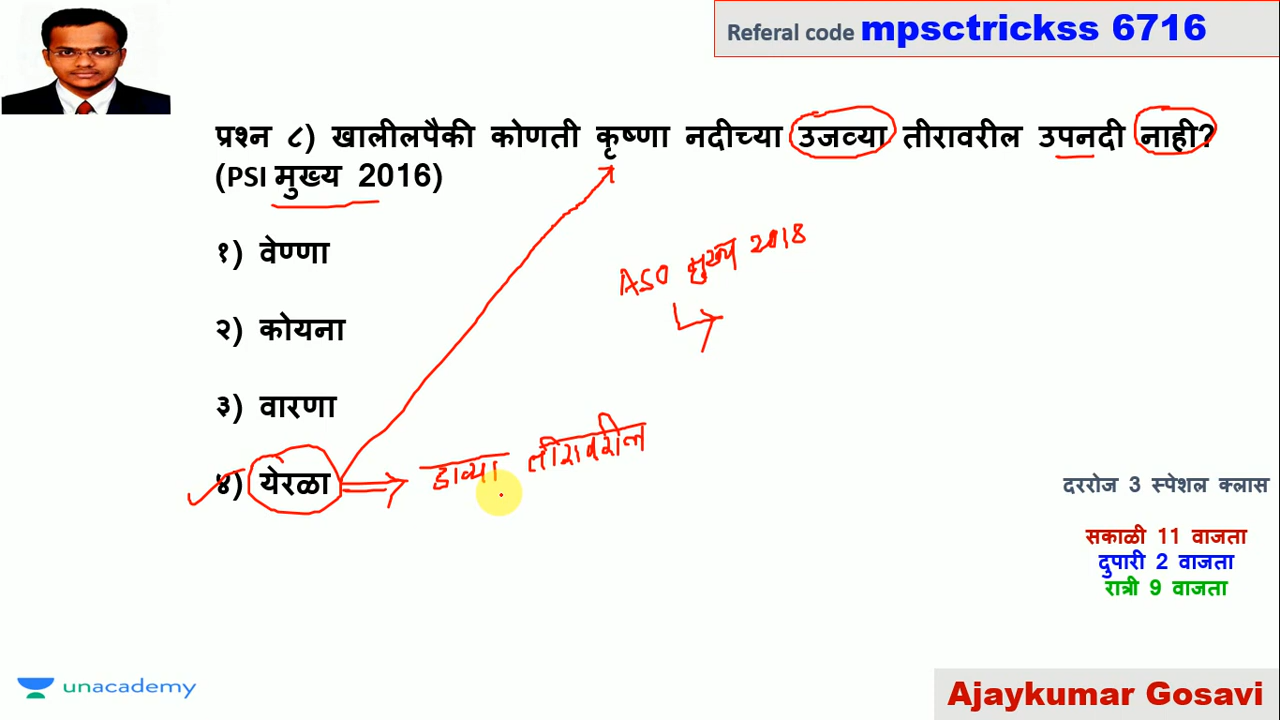 Referal code mpsctrickss 6716
प्रश्न ८) खालीलपैकी कोणती कृष्णा नदीच्या उजव्या तीरावरील उपनदी नाही?
(PSI मुख्य 2016)
१) वेण्णा
ASO मुख्य 2018
२) कोयना
३) वारणा
४) येरळा
डाव्या तीरावरील
दररोज 3 स्पेशल क्लास
सकाळी 11 वाजता
दुपारी 2 वाजता
रात्री 9 वाजता
unacademy
Ajaykumar Gosavi